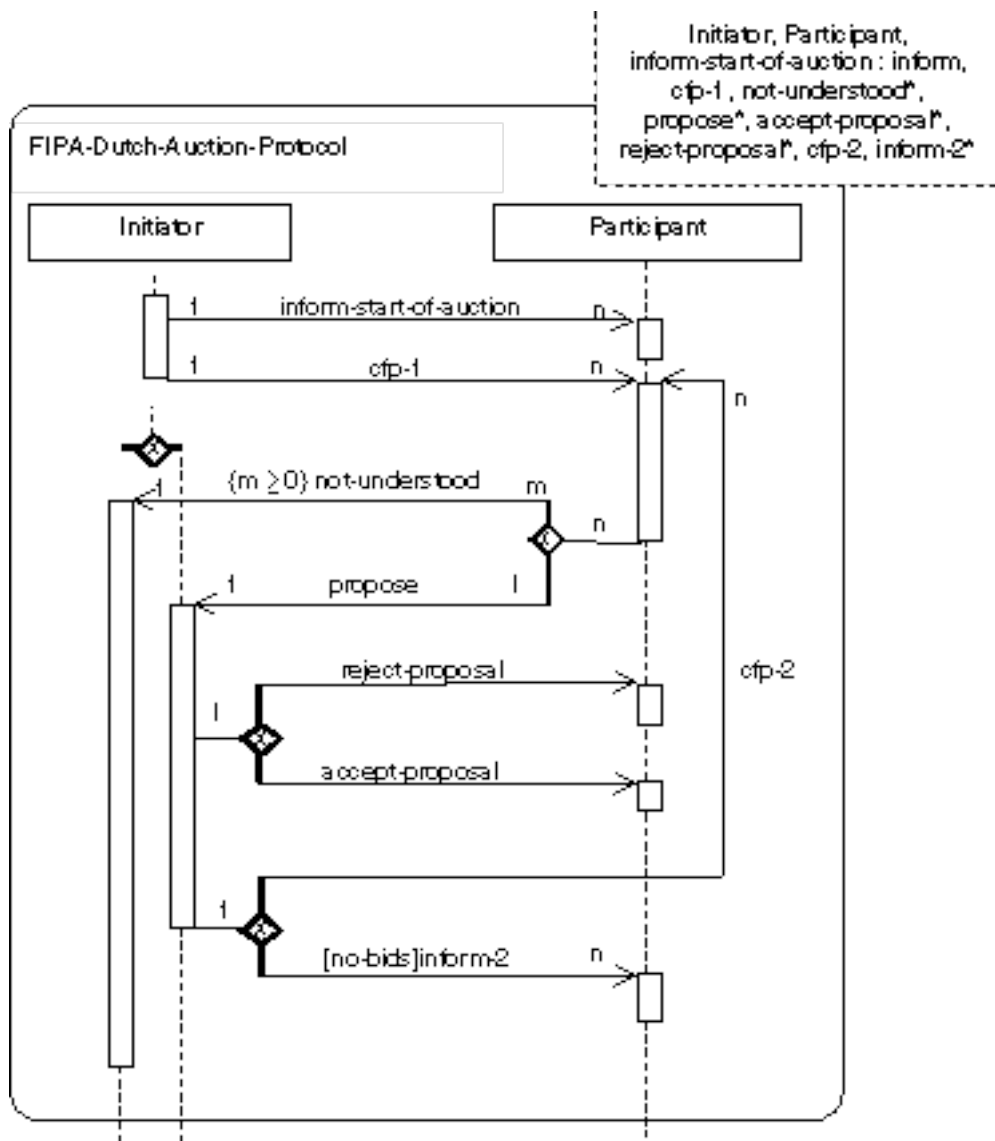 Initiator, Participant,
inform-start-of-auction : inform,
cfp-1, not-understood*,
propose*, accept-proposal*,
reject-proposal*, cfp-2, inform-2*
FIPA-Dutch-Auction-Protocol
Initiator
Participant
1 inform-start-of-auction n
1 cfp-1 n
n
x
1 {m ≥ 0} not-understood m
x n
1 propose l
reject-proposal
cfp-2
l
x
accept-proposal
1
x
[no-bids]inform-2 n